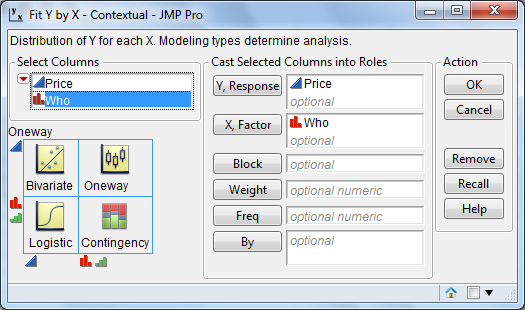 Fit Y by X - Contextual - JMP Pro
Distribution of Y for each X. Modeling types determine analysis.
Select Columns
Price
Who
Oneway
Bivariate
Oneway
Logistic
Contingency
Cast Selected Columns into Roles
Y, Response
Price
optional
X, Factor
Who
optional
Block
optional
Weight
optional numeric
Freq
optional numeric
By
optional
Action
OK
Cancel
Remove
Recall
Help